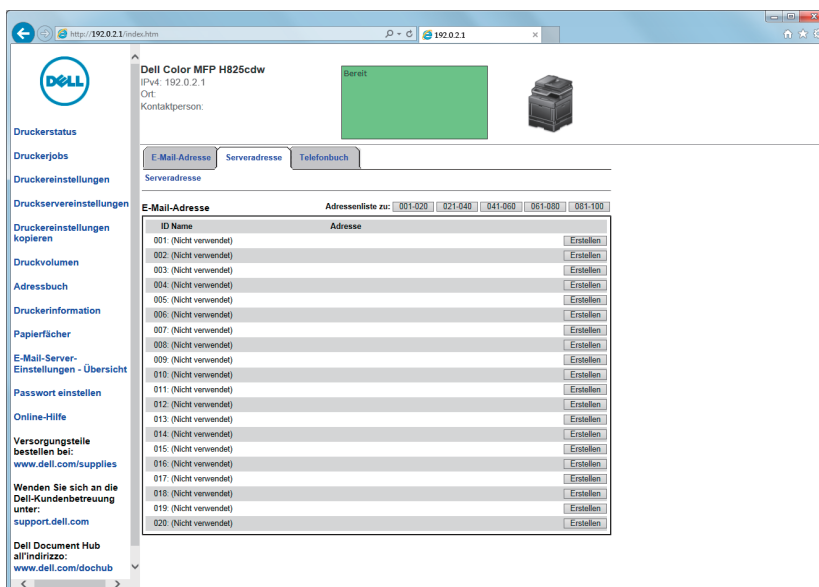 http://192.0.2.1/index.htm
192.0.2.1
DELL
Dell Color MFP H825cdw
IPv4: 192.0.2.1
Ort:
Kontaktperson:
Bereit
Druckerstatus
Druckerjobs
Druckereinstellungen
Druckservereinstellungen
Druckereinstellungen
kopieren
Druckvolumen
Adressbuch
Druckerinformation
Papierfächer
E-Mail-Server-
Einstellungen - Übersicht
Passwort einstellen
Online-Hilfe
Versorgungsteile
bestellen bei:
www.dell.com/supplies
Wenden Sie sich an die
Dell-Kundenbetreuung
unter:
support.dell.com
Dell Document Hub
all'indirizzo:
www.dell.com/dochub
E-Mail-Adresse Serveradresse Telefonbuch
Serveradresse
E-Mail-Adresse Adressenliste zu: 001-020 021-040 041-060 061-080 081-100
ID Name Adresse
001: (Nicht verwendet) Erstellen
002: (Nicht verwendet) Erstellen
003: (Nicht verwendet) Erstellen
004: (Nicht verwendet) Erstellen
005: (Nicht verwendet) Erstellen
006: (Nicht verwendet) Erstellen
007: (Nicht verwendet) Erstellen
008: (Nicht verwendet) Erstellen
009: (Nicht verwendet) Erstellen
010: (Nicht verwendet) Erstellen
011: (Nicht verwendet) Erstellen
012: (Nicht verwendet) Erstellen
013: (Nicht verwendet) Erstellen
014: (Nicht verwendet) Erstellen
015: (Nicht verwendet) Erstellen
016: (Nicht verwendet) Erstellen
017: (Nicht verwendet) Erstellen
018: (Nicht verwendet) Erstellen
019: (Nicht verwendet) Erstellen
020: (Nicht verwendet) Erstellen